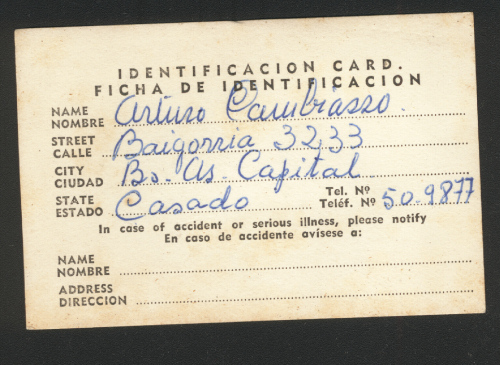 IDENTIFICACION CARD.
FICHA DE IDENTIFICACION
NAME
NOMBRE Arturo Cambiasso.
STREET
CALLE Baigorria 3233
CITY
CIUDAD Bs. As. Capital
STATE
ESTADO Casado
Tel. Nº
Teléf. Nº 50.9877
In case of accident or serious illness, please notify
En caso de accidente avísese a:
NAME
NOMBRE
ADDRESS
DIRECCION